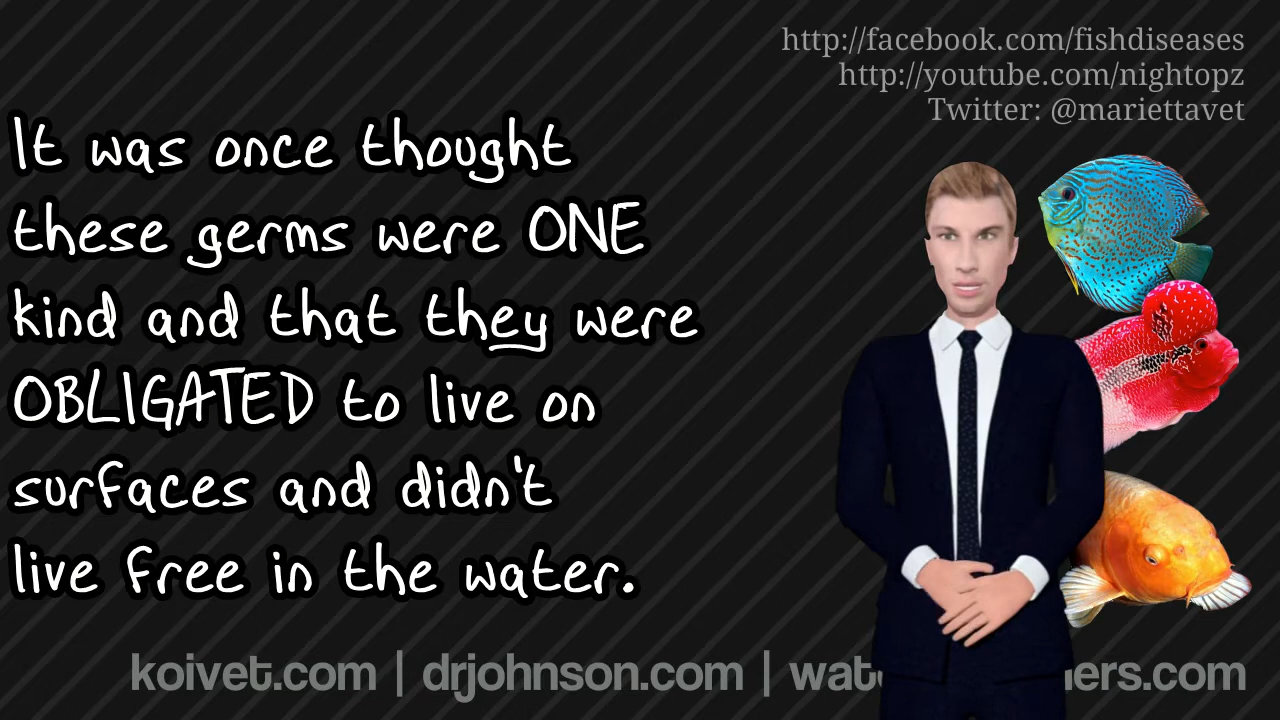 http://facebook.com/fishdiseases
http://youtube.com/nightopz
Twitter: @mariettavet
It was once thought
these germs were ONE
kind and that they were
OBLIGATED to live on
surfaces and didn't
live free in the water.
koivet.com | drjohnson.com |